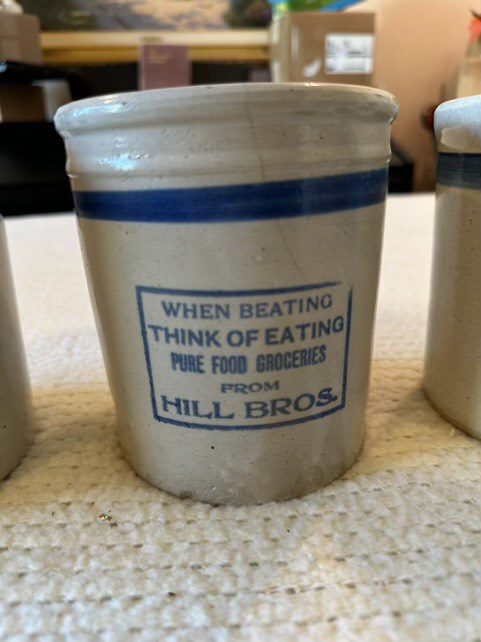 WHEN BEATING
THINK OF EATING
PURE FOOD GROCERIES
FROM
HILL BROS.